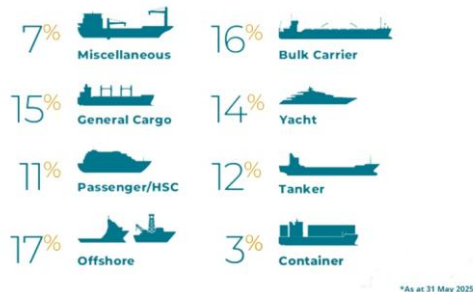 7% Miscellaneous
16% Bulk Carrier
15% General Cargo
14% Yacht
11% Passenger/HSC
12% Tanker
17% Offshore
3% Container
*As at 31 May 2025